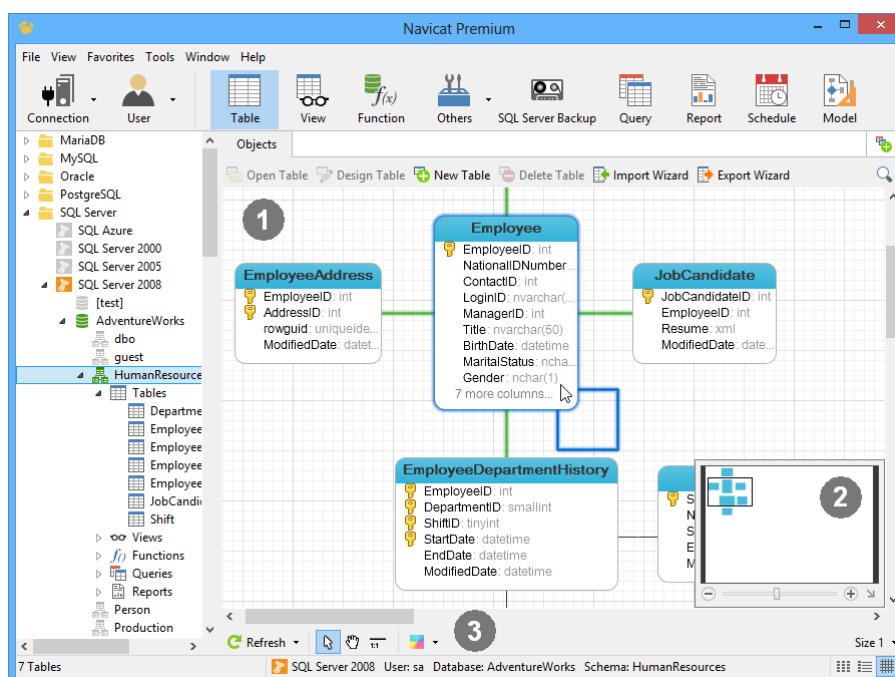 Navicat Premium
File View Favorites Tools Window Help
Connection User Table View Function Others SQL Server Backup Query Report Schedule Model
f(x)
MariaDB
MySQL
Oracle
PostgreSQL
SQL Server
SQL Azure
SQL Server 2000
SQL Server 2005
SQL Server 2008
[test]
AdventureWorks
dbo
guest
HumanResource
Tables
Departme
Employee
Employee
Employee
Employee
JobCandi
Shift
Views
f() Functions
Queries
Reports
Person
Production
Objects
Open Table Design Table New Table Delete Table Import Wizard Export Wizard
1
Employee
EmployeeID: int
NationalIDNumber...
ContactID: int
LoginID: nvarchar(...
ManagerID: int
Title: nvarchar(50)
BirthDate: datetime
MaritalStatus: ncha...
Gender: nchar(1)
7 more columns...
EmployeeAddress
EmployeeID: int
AddressID: int
rowguid: uniqueide...
ModifiedDate: datet...
JobCandidate
JobCandidateID: int
EmployeeID: int
Resume: xml
ModifiedDate: date...
EmployeeDepartmentHistory
EmployeeID: int
DepartmentID: smallint
ShiftID: tinyint
StartDate: datetime
EndDate: datetime
ModifiedDate: datetime
S
N
S
E
M
2
Refresh 1:1 3 Size 1
7 Tables SQL Server 2008 User: sa Database: AdventureWorks Schema: HumanResources